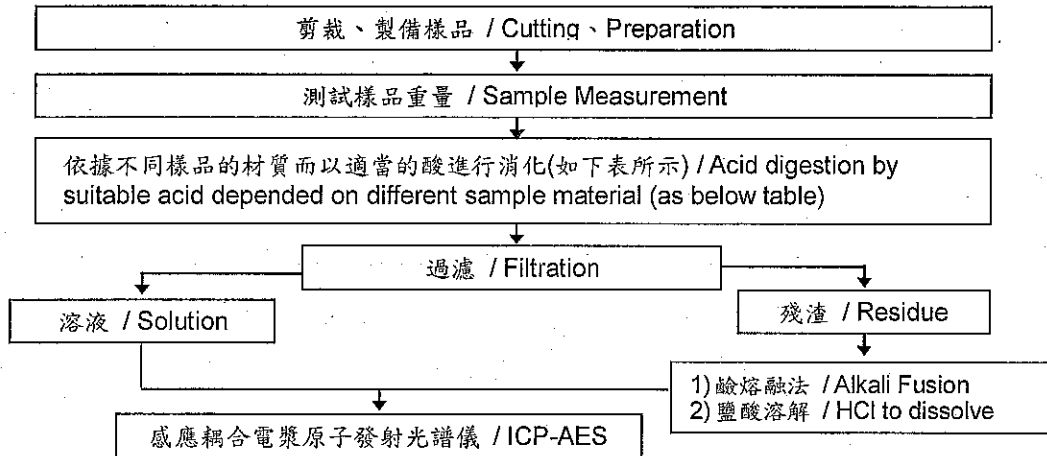 剪裁、製備樣品 / Cutting、Preparation
測試樣品重量 / Sample Measurement
依據不同樣品的材質而以適當的酸進行消化(如下表所示) / Acid digestion by
suitable acid depended on different sample material (as below table)
過濾 / Filtration
溶液 / Solution
殘渣 / Residue
1) 鹼熔融法 / Alkali Fusion
2) 鹽酸溶解 / HCl to dissolve
感應耦合電漿原子發射光譜儀 / ICP-AES